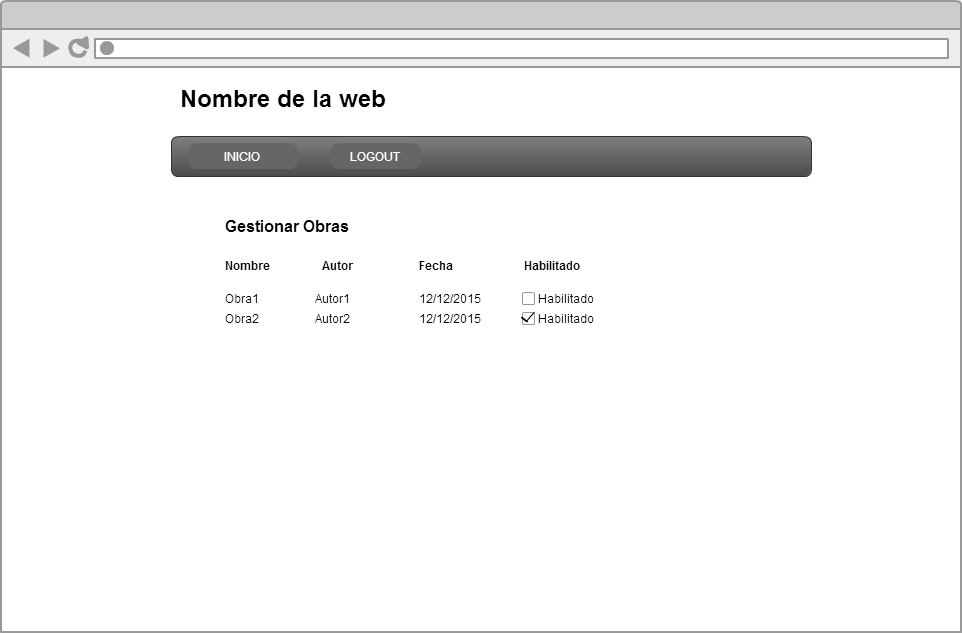 Nombre de la web
INICIO LOGOUT
Gestionar Obras
Nombre Autor Fecha Habilitado
Obra1 Autor1 12/12/2015 Habilitado
Obra2 Autor2 12/12/2015 Habilitado